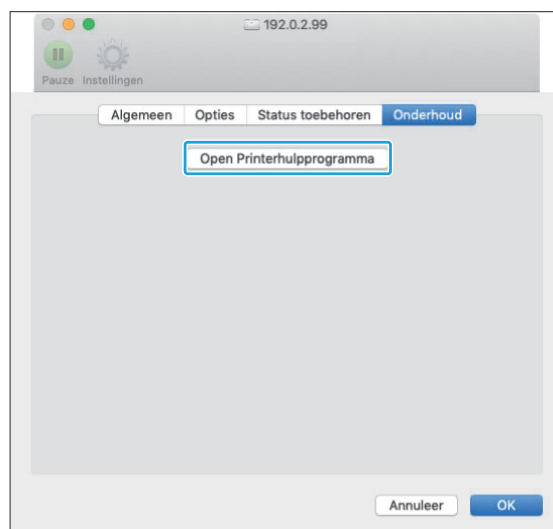 192.0.2.99
Pauze Instellingen
Algemeen Opties Status toebehoren Onderhoud
Open Printerhulpprogramma
Annuleer OK